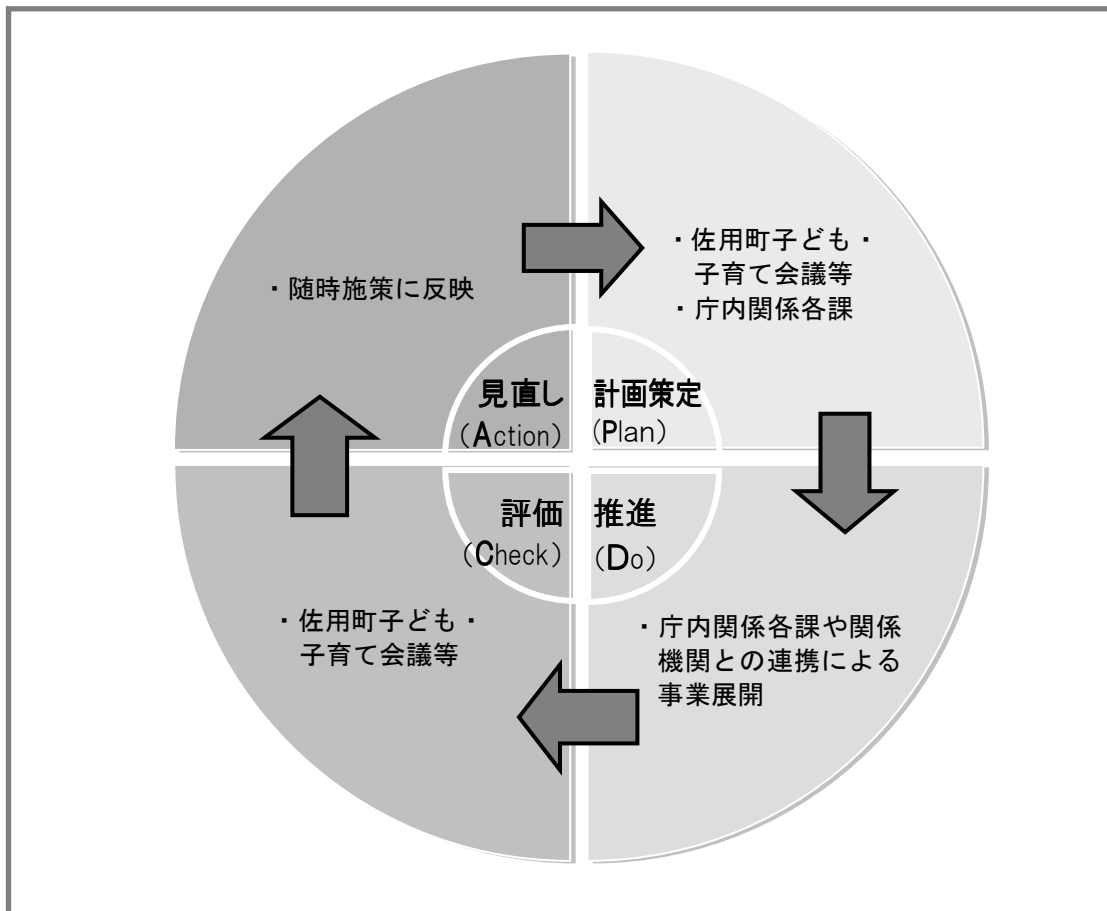 ・佐用町子ども・
子育て会議等
・庁内関係各課
・随時施策に反映
見直し
(Action)
計画策定
(Plan)
評価
(Check)
推進
(Do)
・佐用町子ども・
子育て会議等
・庁内関係各課や関係
機関との連携による
事業展開